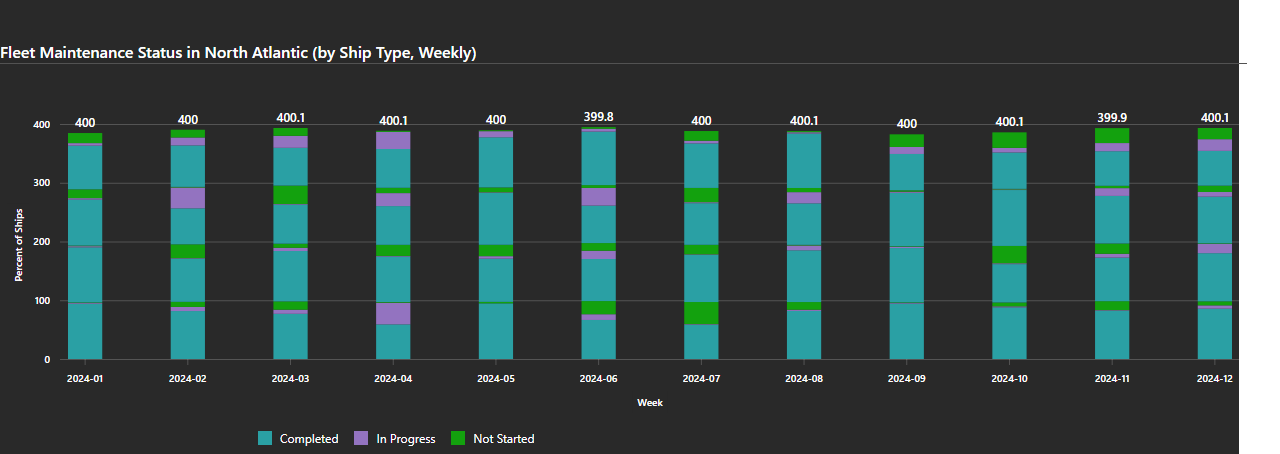 Fleet Maintenance Status in North Atlantic (by Ship Type, Weekly)
400 400 400.1 400.1 400 399.8 400 400.1 400 400.1 399.9 400.1
400
300
200
100
0
Percent of Ships
2024-01 2024-02 2024-03 2024-04 2024-05 2024-06 2024-07 2024-08 2024-09 2024-10 2024-11 2024-12
Week
Completed In Progress Not Started